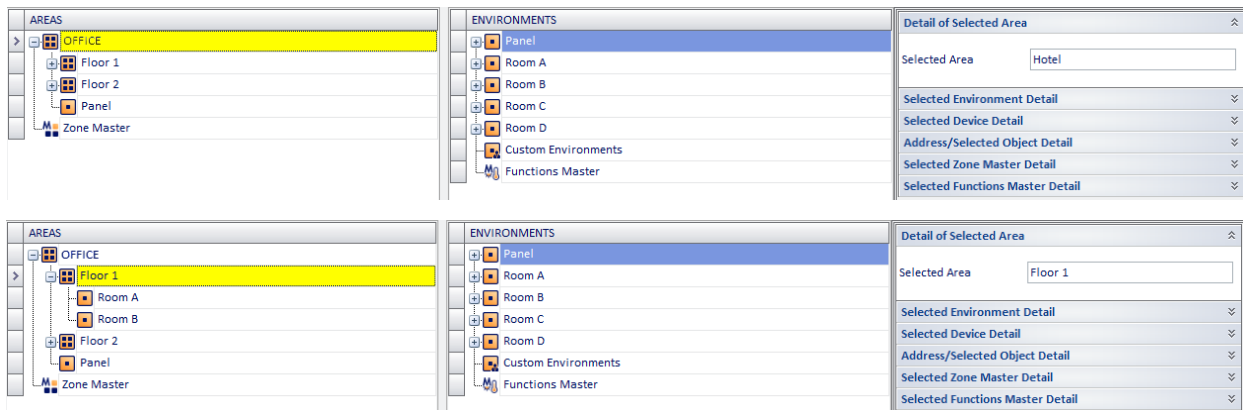 AREAS
OFFICE
Floor 1
Floor 2
Panel
Zone Master
ENVIRONMENTS
Panel
Room A
Room B
Room C
Room D
Custom Environments
Functions Master
Detail of Selected Area
Selected Area Hotel
Selected Environment Detail
Selected Device Detail
Address/Selected Object Detail
Selected Zone Master Detail
Selected Functions Master Detail
AREAS
OFFICE
Floor 1
Room A
Room B
Floor 2
Panel
Zone Master
ENVIRONMENTS
Panel
Room A
Room B
Room C
Room D
Custom Environments
Functions Master
Detail of Selected Area
Selected Area Floor 1
Selected Environment Detail
Selected Device Detail
Address/Selected Object Detail
Selected Zone Master Detail
Selected Functions Master Detail